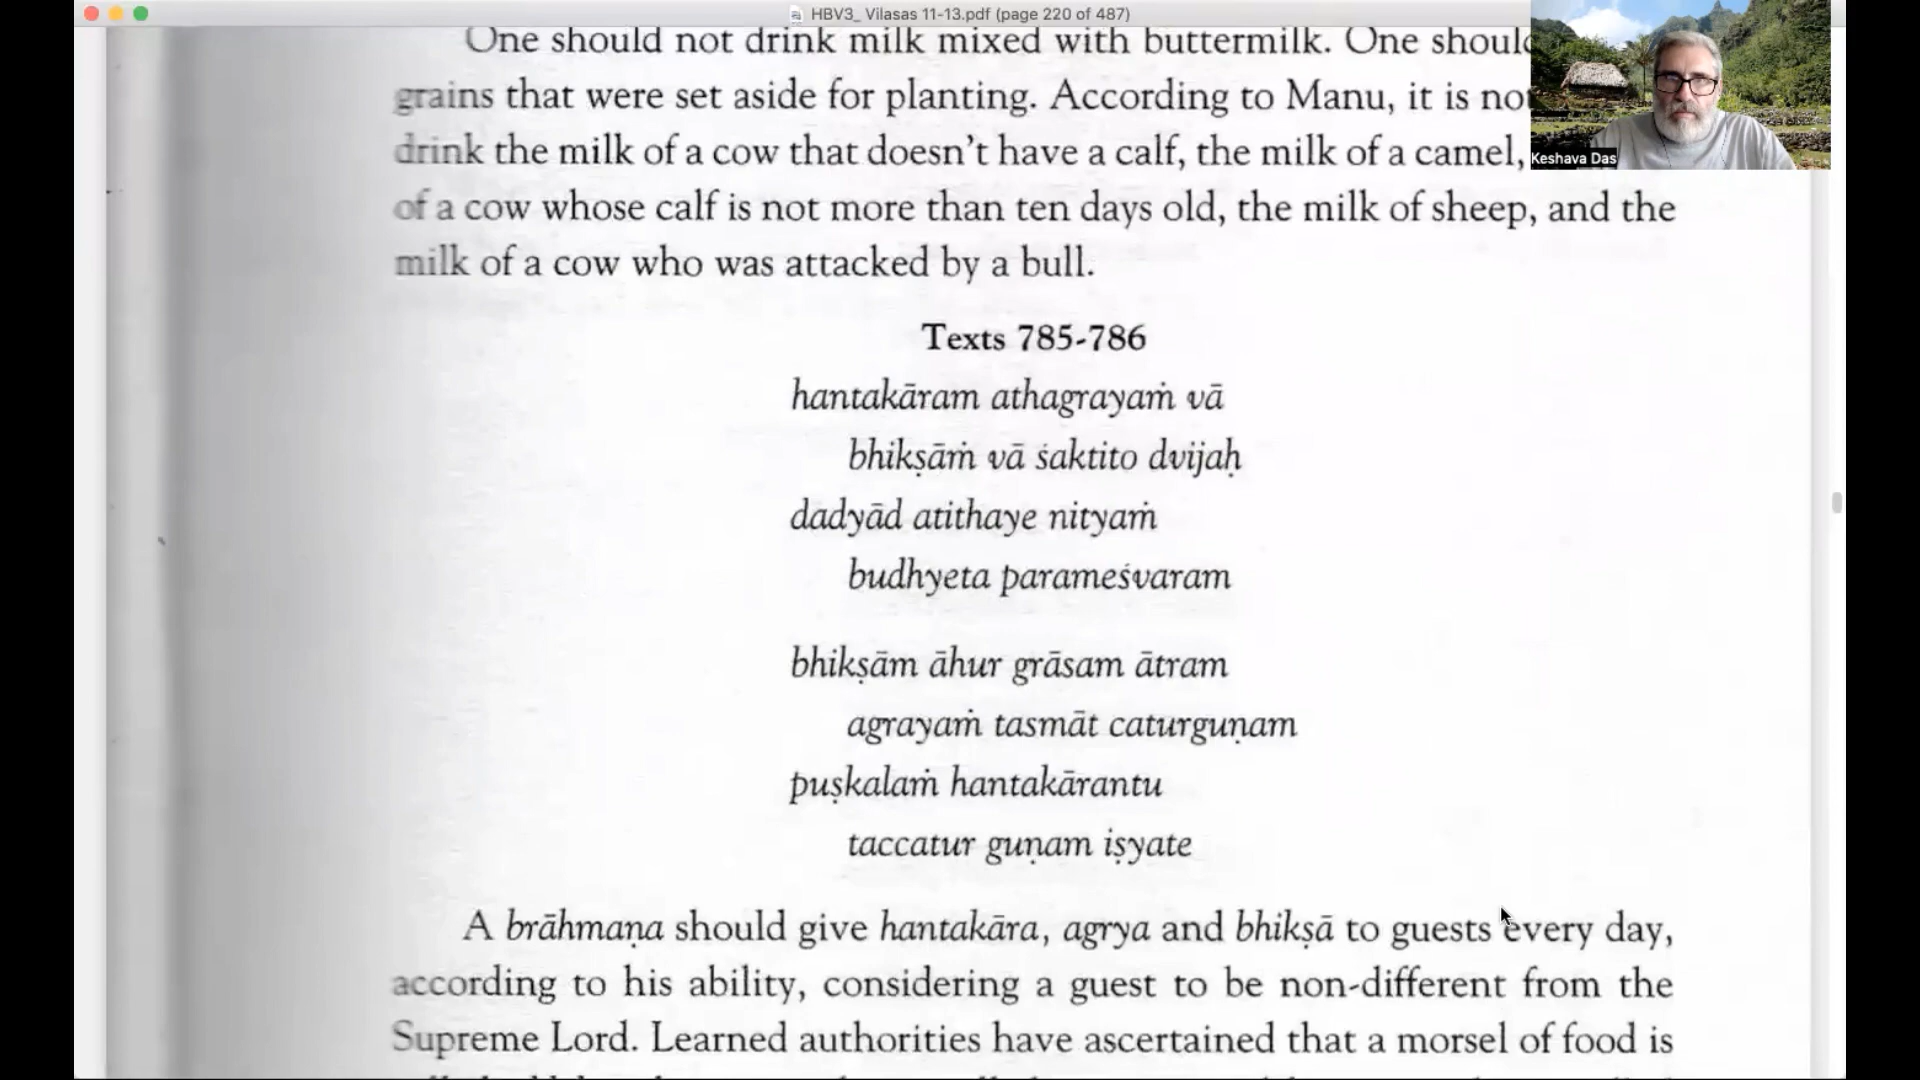 HBV3_ Vilasas 11-13.pdf (page 220 of 487)
One should not drink milk mixed with buttermilk. One should
grains that were set aside for planting. According to Manu, it is
drink the milk of a cow that doesn't have a calf, the milk of a camel,
Keshava Das
of a cow whose calf is not more than ten days old, the milk of sheep, and the
milk of a cow who was attacked by a bull.
Texts 785-786
hantakāram athagrayaṁ vā
bhikṣāṁ vā śaktito dvijaḥ
dadyād atithaye nityaṁ
budhyeta parameśvaram
bhikṣām āhur grāsam ātram
agrayaṁ tasmāt caturguṇam
puṣkalaṁ hantakārantu
taccatur guṇam iṣyate
A brāhmaṇa should give hantakāra, agrya and bhikṣā to guests every day,
according to his ability, considering a guest to be non-different from the
Supreme Lord. Learned authorities have ascertained that a morsel of food is